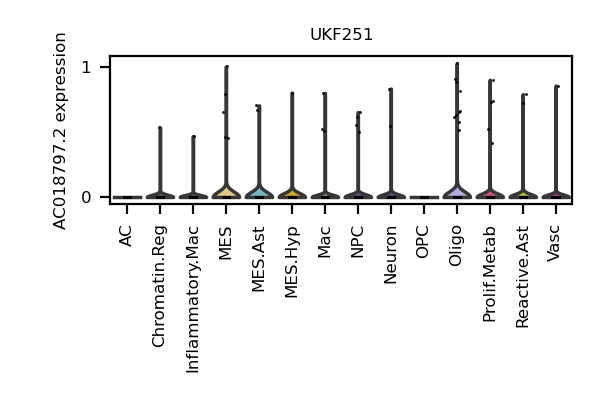 UKF251
AC018797.2 expression
1
0
AC
Chromatin.Reg
Inflammatory.Mac
MES
MES.Ast
MES.Hyp
Mac
NPC
Neuron
OPC
Oligo
Prolif.Metab
Reactive.Ast
Vasc